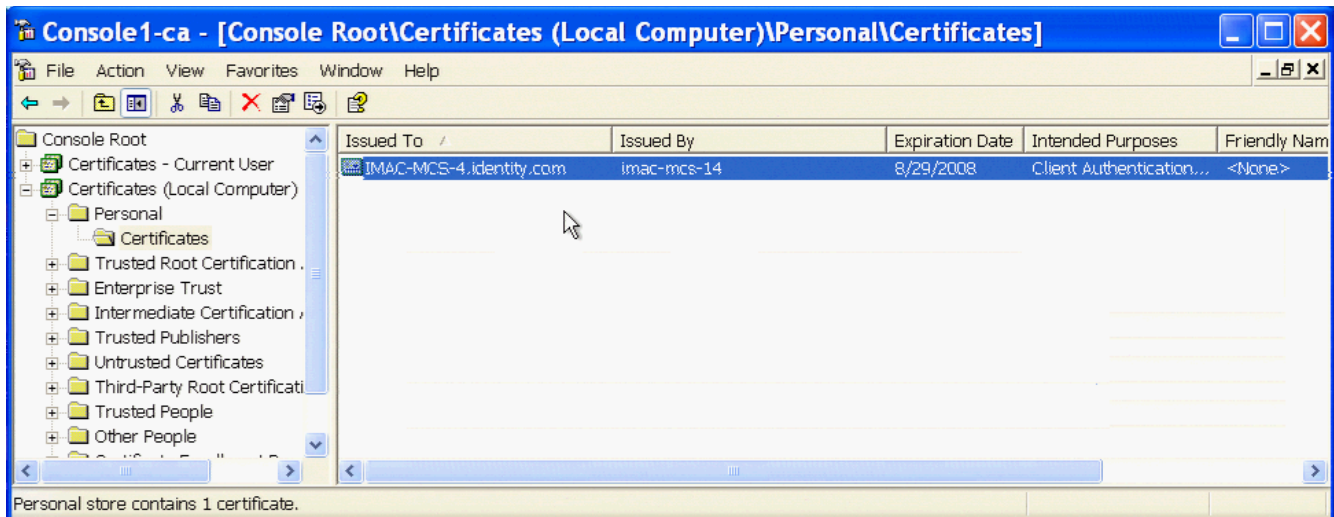 Console1-ca - [Console Root\Certificates (Local Computer)\Personal\Certificates]
File Action View Favorites Window Help
Console Root
Certificates - Current User
Certificates (Local Computer)
Personal
Certificates
Trusted Root Certification .
Enterprise Trust
Intermediate Certification
Trusted Publishers
Untrusted Certificates
Third-Party Root Certificati
Trusted People
Other People
Issued To Issued By Expiration Date Intended Purposes Friendly Nam
IMAC-MCS-4.identity.com imac-mcs-14 8/29/2008 Client Authentication... <None>
Personal store contains 1 certificate.